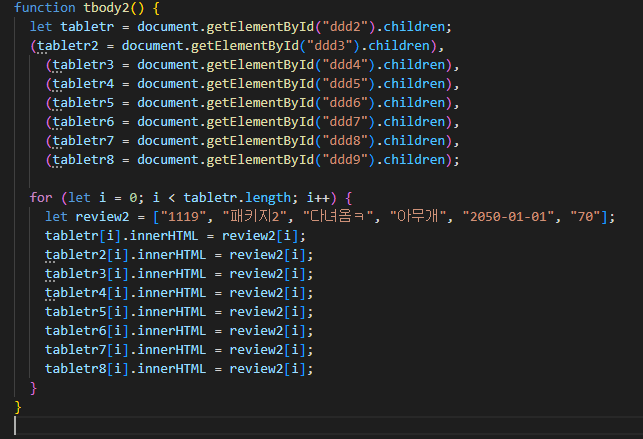 function tbody2() {
let tabletr = document.getElementById("ddd2").children;
(tabletr2 = document.getElementById("ddd3").children),
(tabletr3 = document.getElementById("ddd4").children),
(tabletr4 = document.getElementById("ddd5").children),
(tabletr5 = document.getElementById("ddd6").children),
(tabletr6 = document.getElementById("ddd7").children),
(tabletr7 = document.getElementById("ddd8").children),
(tabletr8 = document.getElementById("ddd9").children);
for (let i = 0; i < tabletr.length; i++) {
let review2 = ["1119", "패키지2", "다녀옴ㅋ", "아무개", "2050-01-01", "70"];
tabletr[i].innerHTML = review2[i];
tabletr2[i].innerHTML = review2[i];
tabletr3[i].innerHTML = review2[i];
tabletr4[i].innerHTML = review2[i];
tabletr5[i].innerHTML = review2[i];
tabletr6[i].innerHTML = review2[i];
tabletr7[i].innerHTML = review2[i];
tabletr8[i].innerHTML = review2[i];
}
}